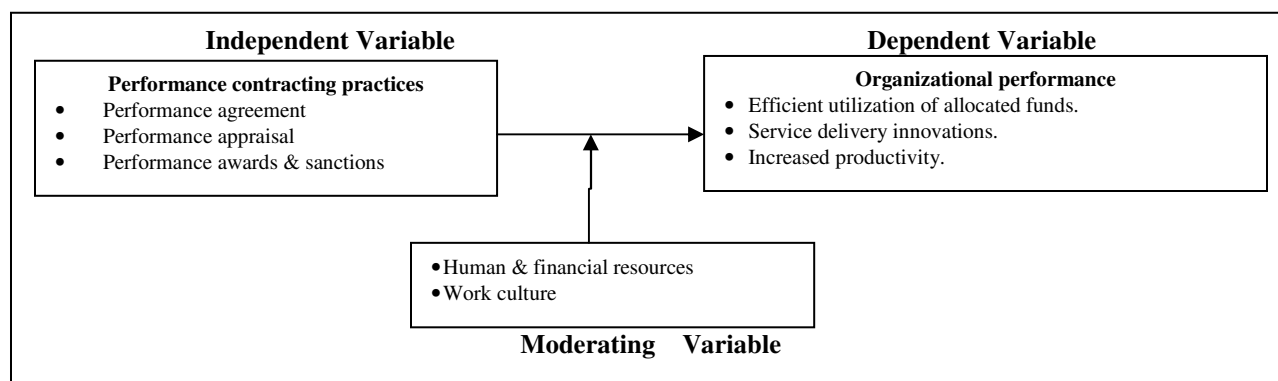 Independent Variable
Performance contracting practices
• Performance agreement
• Performance appraisal
• Performance awards & sanctions
Dependent Variable
Organizational performance
• Efficient utilization of allocated funds.
• Service delivery innovations.
• Increased productivity.
•Human & financial resources
•Work culture
Moderating Variable